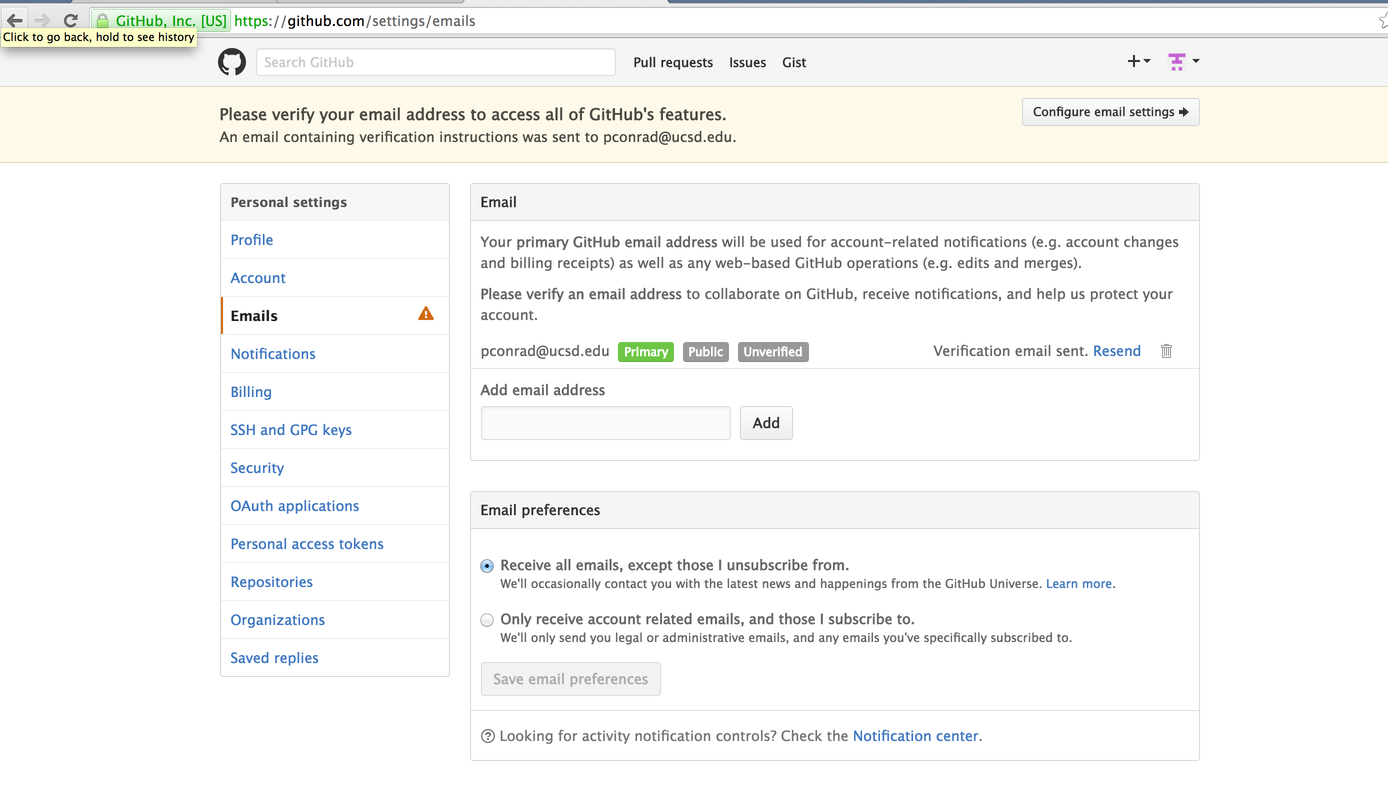 GitHub, Inc. [US] https://github.com/settings/emails
Click to go back, hold to see history
Search GitHub
Pull requests Issues Gist
Please verify your email address to access all of GitHub's features.
An email containing verification instructions was sent to pconrad@ucsd.edu.
Configure email settings
Personal settings
Profile
Account
Emails
Notifications
Billing
SSH and GPG keys
Security
OAuth applications
Personal access tokens
Repositories
Organizations
Saved replies
Email
Your primary GitHub email address will be used for account-related notifications (e.g. account changes
and billing receipts) as well as any web-based GitHub operations (e.g. edits and merges).
Please verify an email address to collaborate on GitHub, receive notifications, and help us protect your
account.
pconrad@ucsd.edu Primary Public Unverified Verification email sent. Resend
Add email address
Add
Email preferences
Receive all emails, except those I unsubscribe from.
We'll occasionally contact you with the latest news and happenings from the GitHub Universe. Learn more.
Only receive account related emails, and those I subscribe to.
We'll only send you legal or administrative emails, and any emails you've specifically subscribed to.
Save email preferences
Looking for activity notification controls? Check the Notification center.